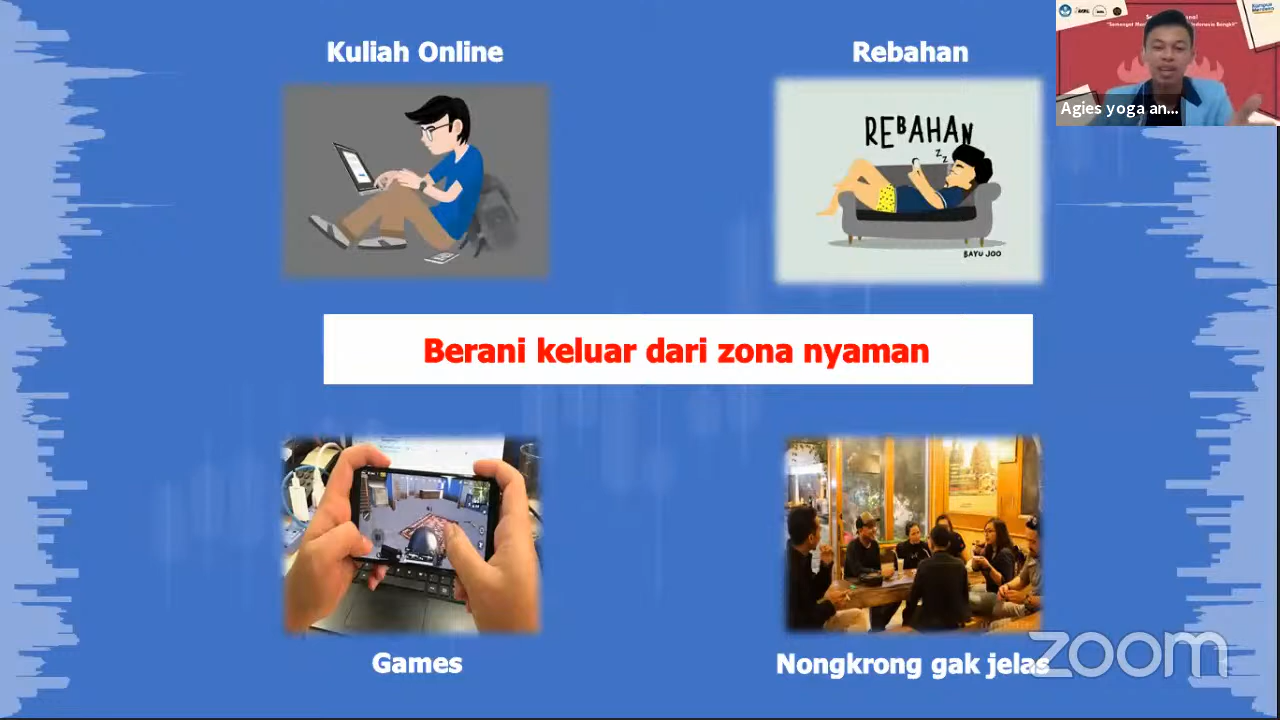 Kuliah Online
Rebahan
REBAHAN
z z
BAYU JOO
Agies yoga an...
Berani keluar dari zona nyaman
Games
Nongkrong gak jelas
zoom